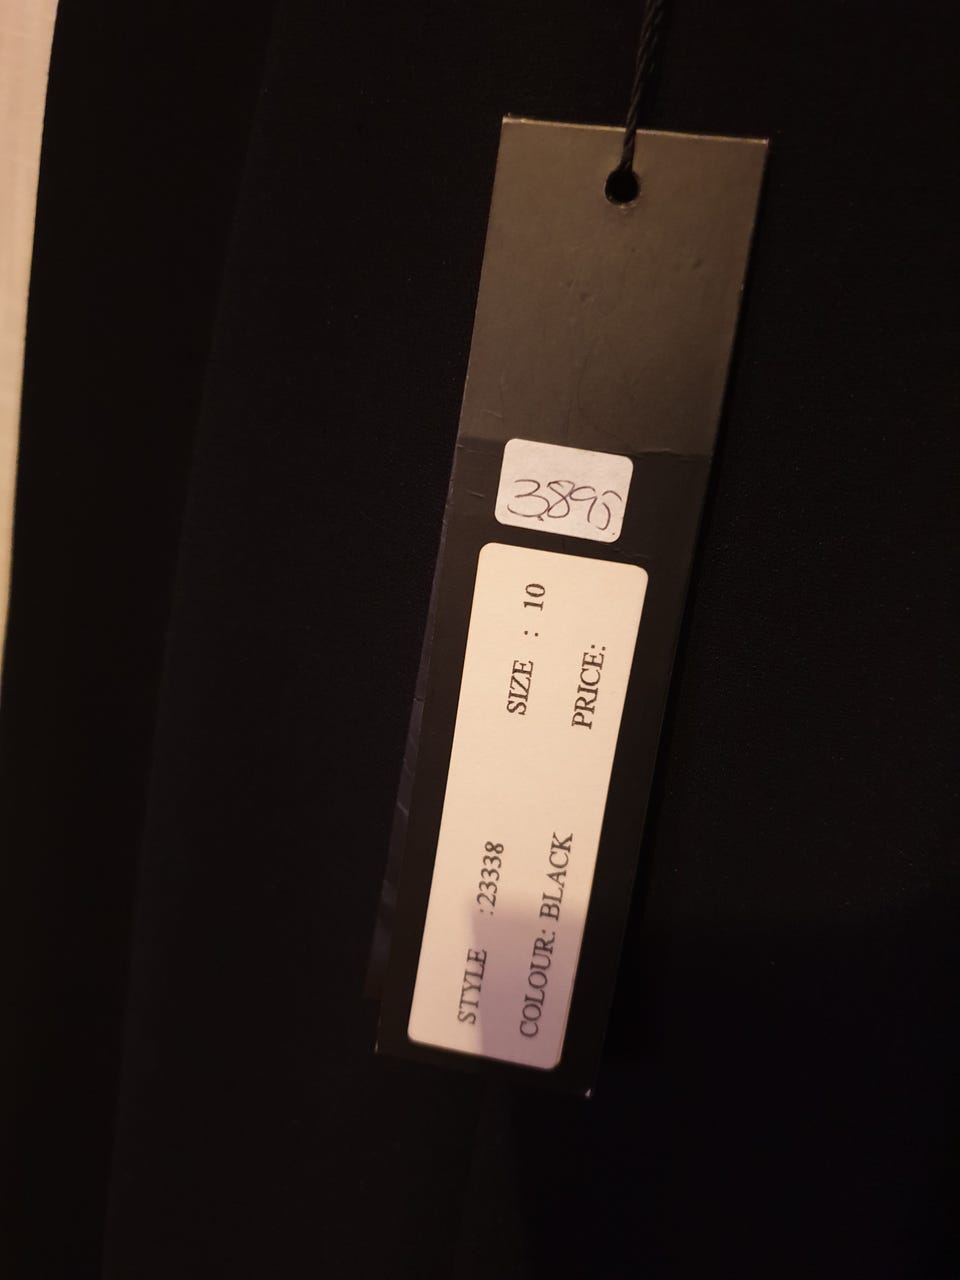 3895
STYLE :23338 SIZE : 10
COLOUR: BLACK PRICE: